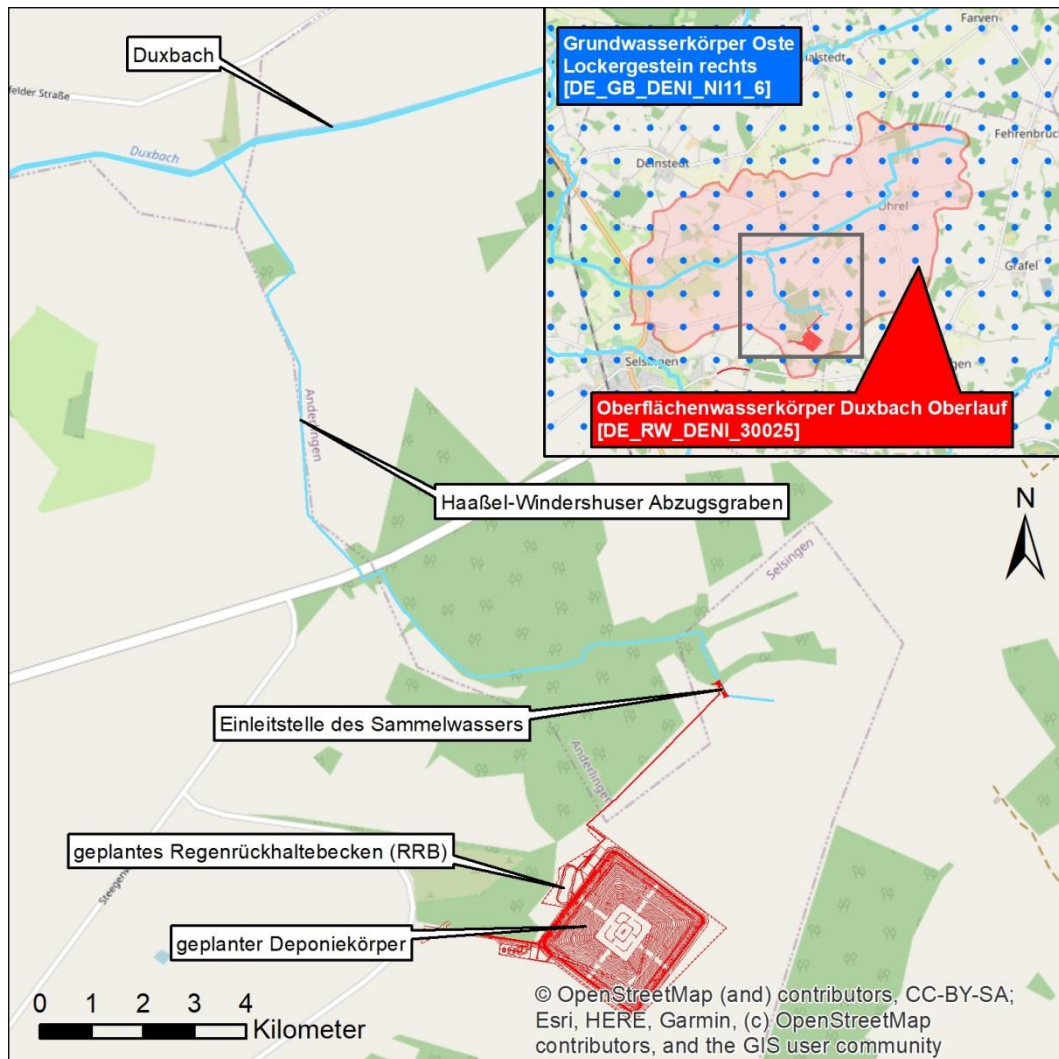 Duxbach
felder Straße
Duxbach
Grundwasserkörper Oste
Lockergestein rechts
[DE_GB_DENI_NI11_6]
Farven
Fehrenbruch
Deinstedt
Ohrel
Grafel
Selsingen
Oberflächenwasserkörper Duxbach Oberlauf
[DE_RW_DENI_30025]
Anderlingen
Haaßel-Windershuser Abzugsgraben
N
Selsingen
Einleitstelle des Sammelwassers
Anderlingen
geplantes Regenrückhaltebecken (RRB)
geplanter Deponiekörper
0 1 2 3 4
Kilometer
© OpenStreetMap (and) contributors, CC-BY-SA;
Esri, HERE, Garmin, (c) OpenStreetMap
contributors, and the GIS user community